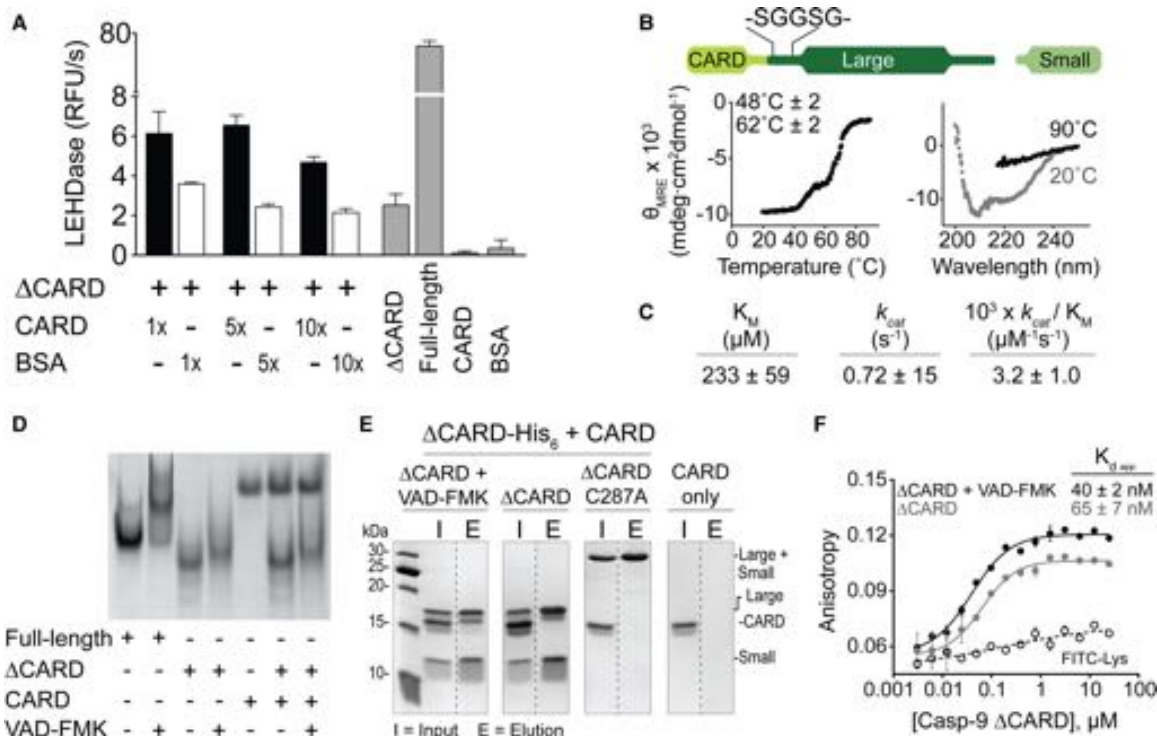 A
LEHDase (RFU/s)
80
8
6
4
2
0
ΔCARD + + + + + +
CARD 1x - 5x - 10x -
BSA - 1x - 5x - 10x
ΔCARD
Full-length
CARD
BSA
B
-SGGSG-
CARD Large Small
48˚C ± 2
62˚C ± 2
θMRE x 10³
(mdeg·cm²dmol⁻¹)
0
-5
-10
0 20 40 60 80
Temperature (˚C)
90˚C
20˚C
0
-10
200 220 240
Wavelength (nm)
C
KM (µM) kcat (s⁻¹) 10³ x kcat/ KM (µM⁻¹s⁻¹)
233 ± 59 0.72 ± 15 3.2 ± 1.0
D
Full-length + + - - - - -
ΔCARD - - + + - + +
CARD - - - - + + +
VAD-FMK - + - + - - +
E
ΔCARD-His₆ + CARD
ΔCARD + VAD-FMK
ΔCARD
ΔCARD C287A
CARD only
I E I E I E I E
kDa
30-
25-
20-
15-
10-
-Large + Small
Large
-CARD
-Small
I = Input E = Elution
F
Kd app
ΔCARD + VAD-FMK 40 ± 2 nM
ΔCARD 65 ± 7 nM
Anisotropy
0.12
0.09
0.06
FITC-Lys
0.001 0.01 0.1 1 10 100
[Casp-9 ΔCARD], µM